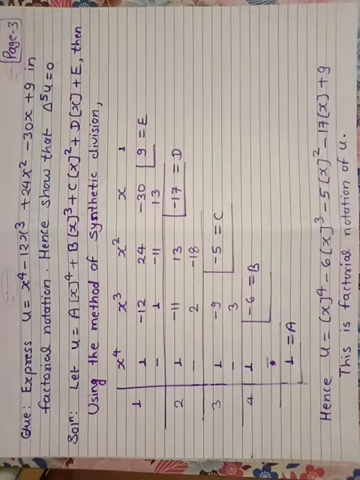 Page-3
Que: Express u = x⁴ - 12x³ + 24x² - 30x + 9 in
factorial notation. Hence show that Δ⁵u = 0
Solⁿ: Let u = A[x]⁴ + B[x]³ + C[x]² + D[x] + E, then
Using the method of Synthetic division,
x⁴ x³ x² x 1
1 1 -12 24 -30 9 = E
- 1 -11 13
2 1 -11 13 -17 = D
- 2 -18
3 1 -9 -5 = C
- 3
4 1 -6 = B
1 = A
Hence u = [x]⁴ - 6[x]³ - 5[x]² - 17[x] + 9
This is factorial notation of u.